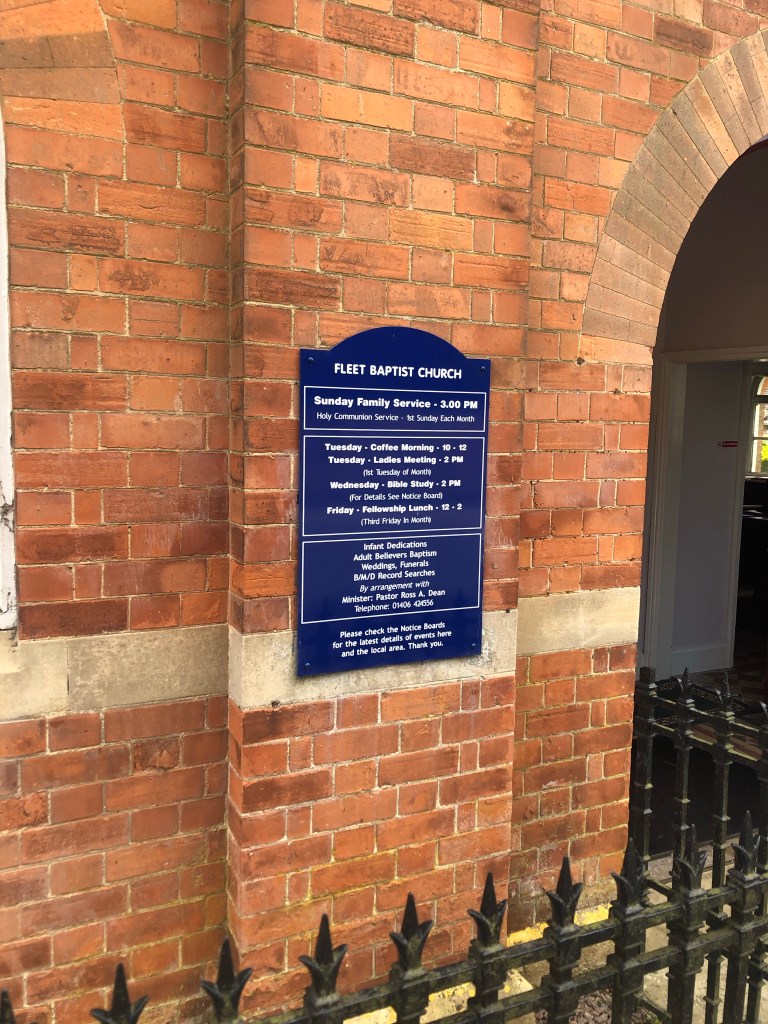 FLEET BAPTIST CHURCH
Sunday Family Service - 3.00 PM
Holy Communion Service - 1st Sunday Each Month
Tuesday - Coffee Morning - 10 - 12
Tuesday - Ladies Meeting - 2 PM
(1st Tuesday of Month)
Wednesday - Bible Study - 2 PM
(For Details See Notice Board)
Friday - Fellowship Lunch - 12 - 2
(Third Friday In Month)
Infant Dedications
Adult Believers Baptism
Weddings, Funerals
B/M/D Record Searches
By arrangement with
Minister: Pastor Ross A. Dean
Telephone: 01406 424556
Please check the Notice Boards
for the latest details of events here
and the local area. Thank you.